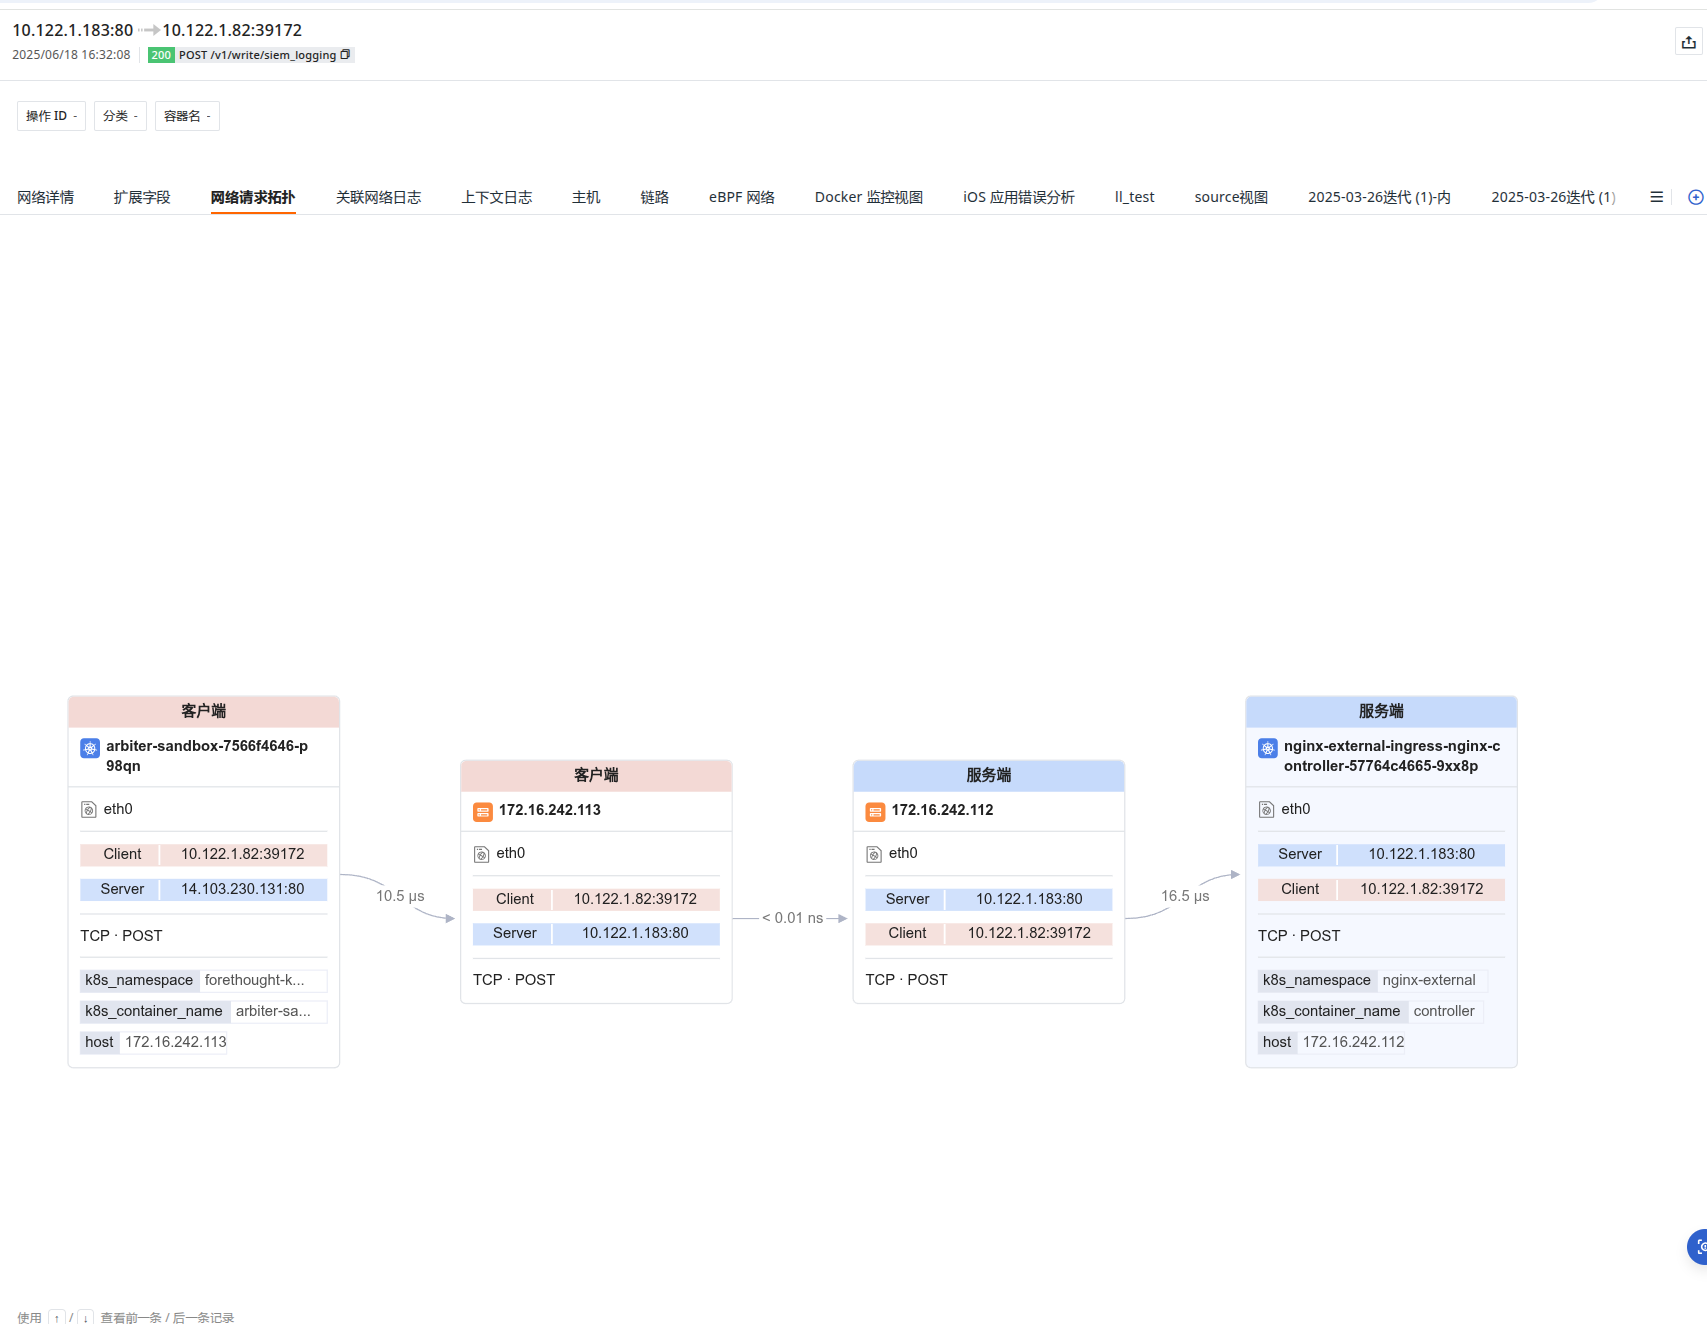 10.122.1.183:80 10.122.1.82:39172
2025/06/18 16:32:08 200 POST /v1/write/siem_logging
操作 ID - 分类 - 容器名 -
网络详情 扩展字段 网络请求拓扑 关联网络日志 上下文日志 主机 链路 eBPF 网络 Docker 监控视图 iOS 应用错误分析 ll_test source视图 2025-03-26迭代 (1)-内 2025-03-26迭代 (1)
客户端
arbiter-sandbox-7566f4646-p
98qn
eth0
Client 10.122.1.82:39172
Server 14.103.230.131:80
TCP · POST
k8s_namespace forethought-k...
k8s_container_name arbiter-sa...
host 172.16.242.113
10.5 μs
客户端
172.16.242.113
eth0
Client 10.122.1.82:39172
Server 10.122.1.183:80
TCP · POST
< 0.01 ns
服务端
172.16.242.112
eth0
Server 10.122.1.183:80
Client 10.122.1.82:39172
TCP · POST
16.5 μs
服务端
nginx-external-ingress-nginx-c
ontroller-57764c4665-9xx8p
eth0
Server 10.122.1.183:80
Client 10.122.1.82:39172
TCP · POST
k8s_namespace nginx-external
k8s_container_name controller
host 172.16.242.112
使用 ↑ / ↓ 查看前一条 / 后一条记录